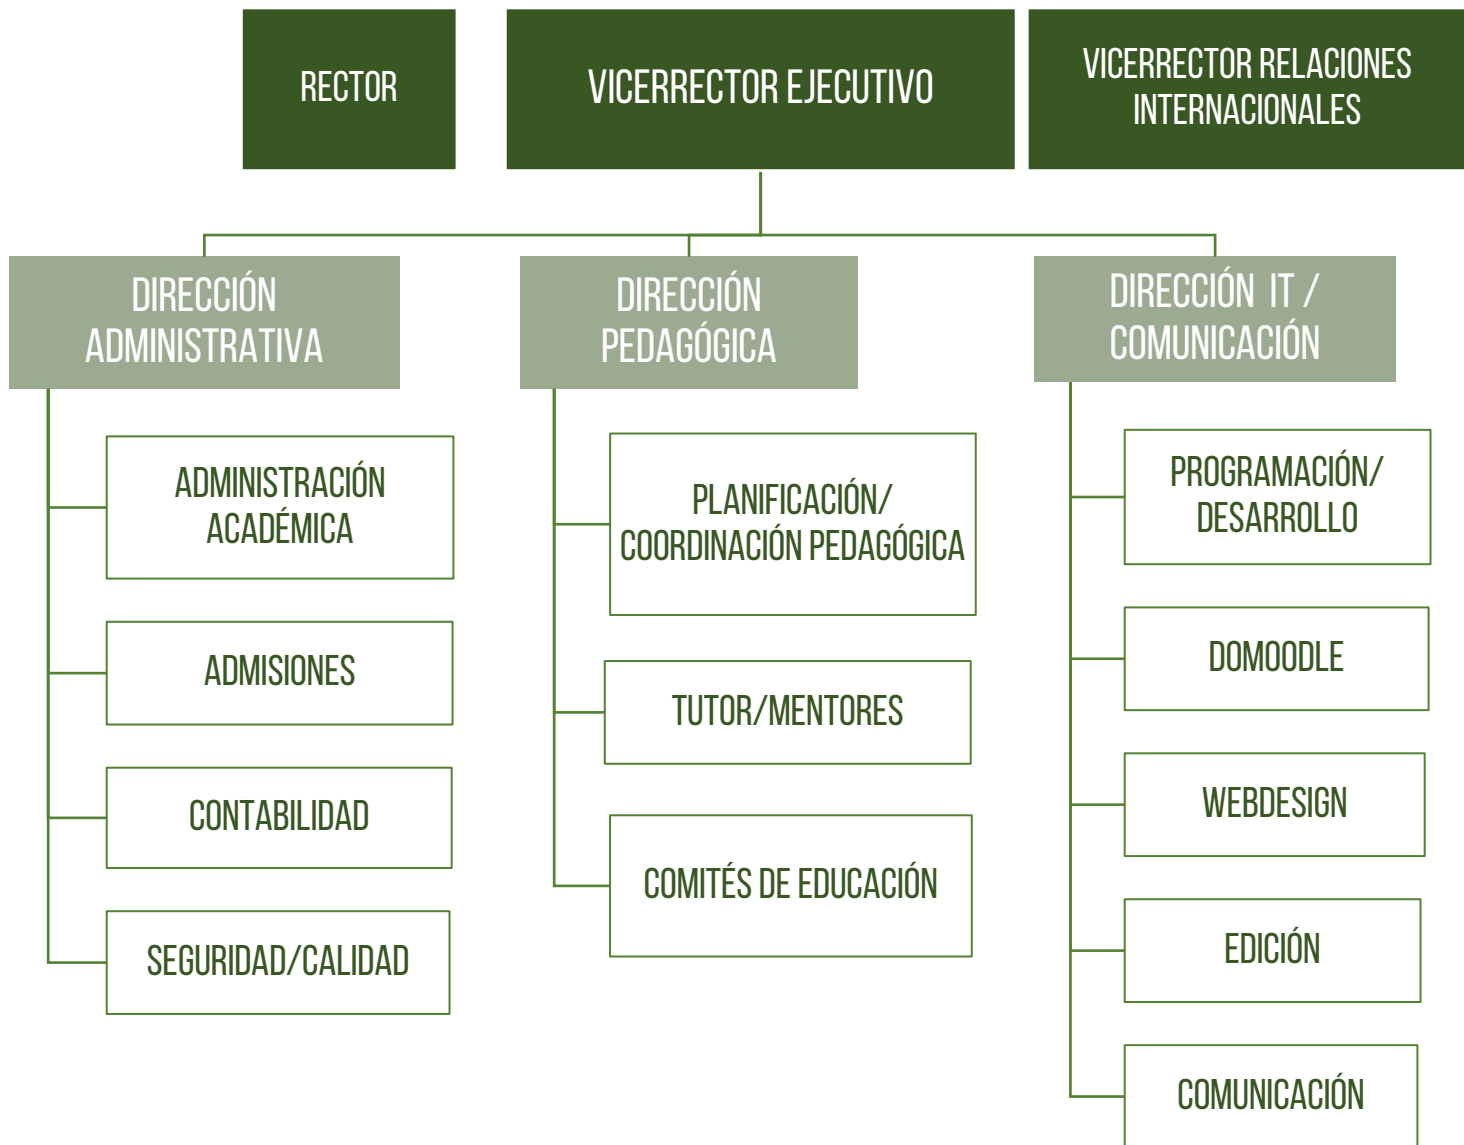 RECTOR
VICERRECTOR EJECUTIVO
VICERRECTOR RELACIONES
INTERNACIONALES
DIRECCIÓN
ADMINISTRATIVA
ADMINISTRACIÓN
ACADÉMICA
ADMISIONES
CONTABILIDAD
SEGURIDAD/CALIDAD
DIRECCIÓN
PEDAGÓGICA
PLANIFICACIÓN/
COORDINACIÓN PEDAGÓGICA
TUTOR/MENTORES
COMITÉS DE EDUCACIÓN
DIRECCIÓN IT /
COMUNICACIÓN
PROGRAMACIÓN/
DESARROLLO
DOMOODLE
WEBDESIGN
EDICIÓN
COMUNICACIÓN